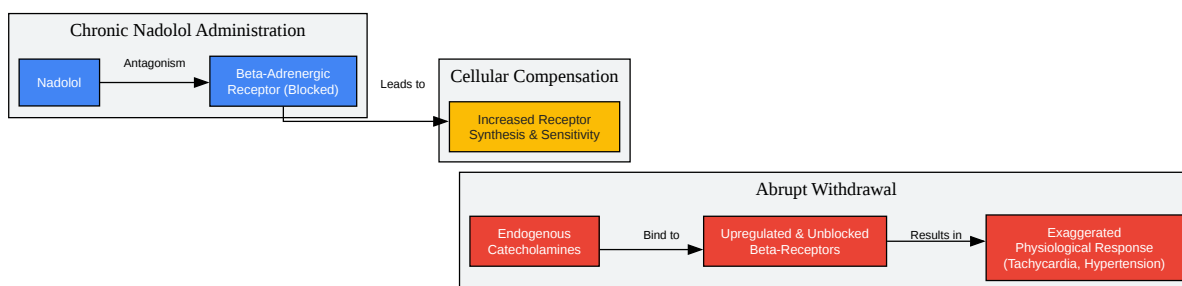 Chronic Nadolol Administration
Nadolol
Antagonism
Beta-Adrenergic
Receptor (Blocked)
Leads to
Cellular Compensation
Increased Receptor
Synthesis & Sensitivity
Abrupt Withdrawal
Endogenous
Catecholamines
Bind to
Upregulated & Unblocked
Beta-Receptors
Results in
Exaggerated
Physiological Response
(Tachycardia, Hypertension)